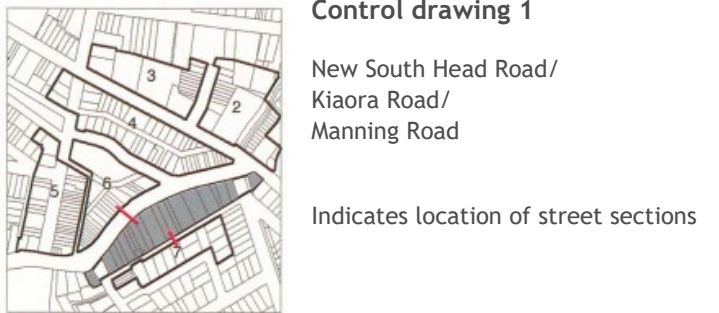 Control drawing 1
New South Head Road/
Kiaora Road/
Manning Road
Indicates location of street sections
3
2
4
6
5
7